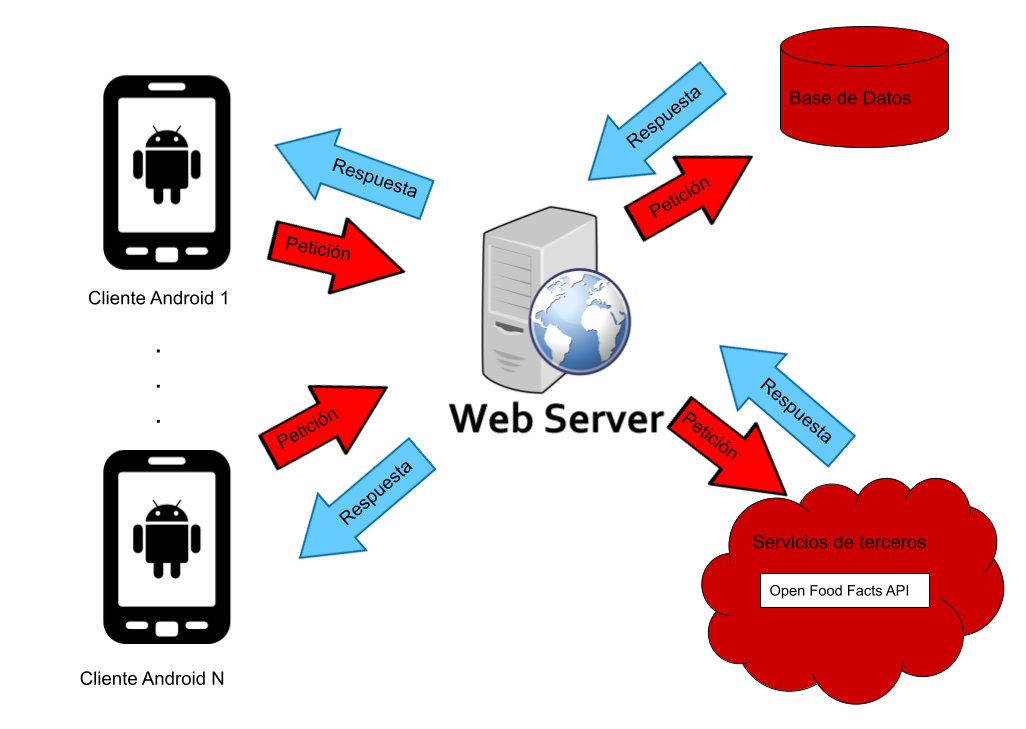 Base de Datos
Respuesta
Petición
Respuesta
Petición
Cliente Android 1
.
.
.
Web Server
Petición
Respuesta
Petición
Respuesta
Cliente Android N
Servicios de terceros
Open Food Facts API